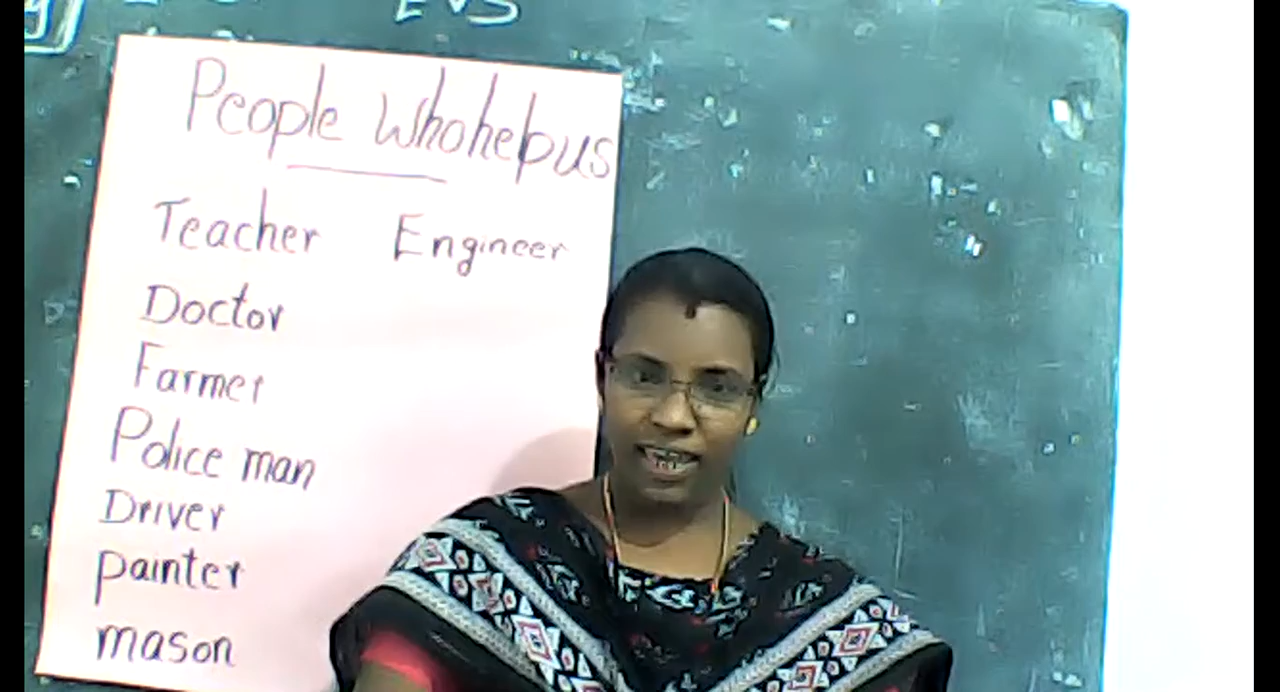 EVS
People Whohelpus
Teacher Engineer
Doctor
Farmer
Police man
Driver
painter
mason